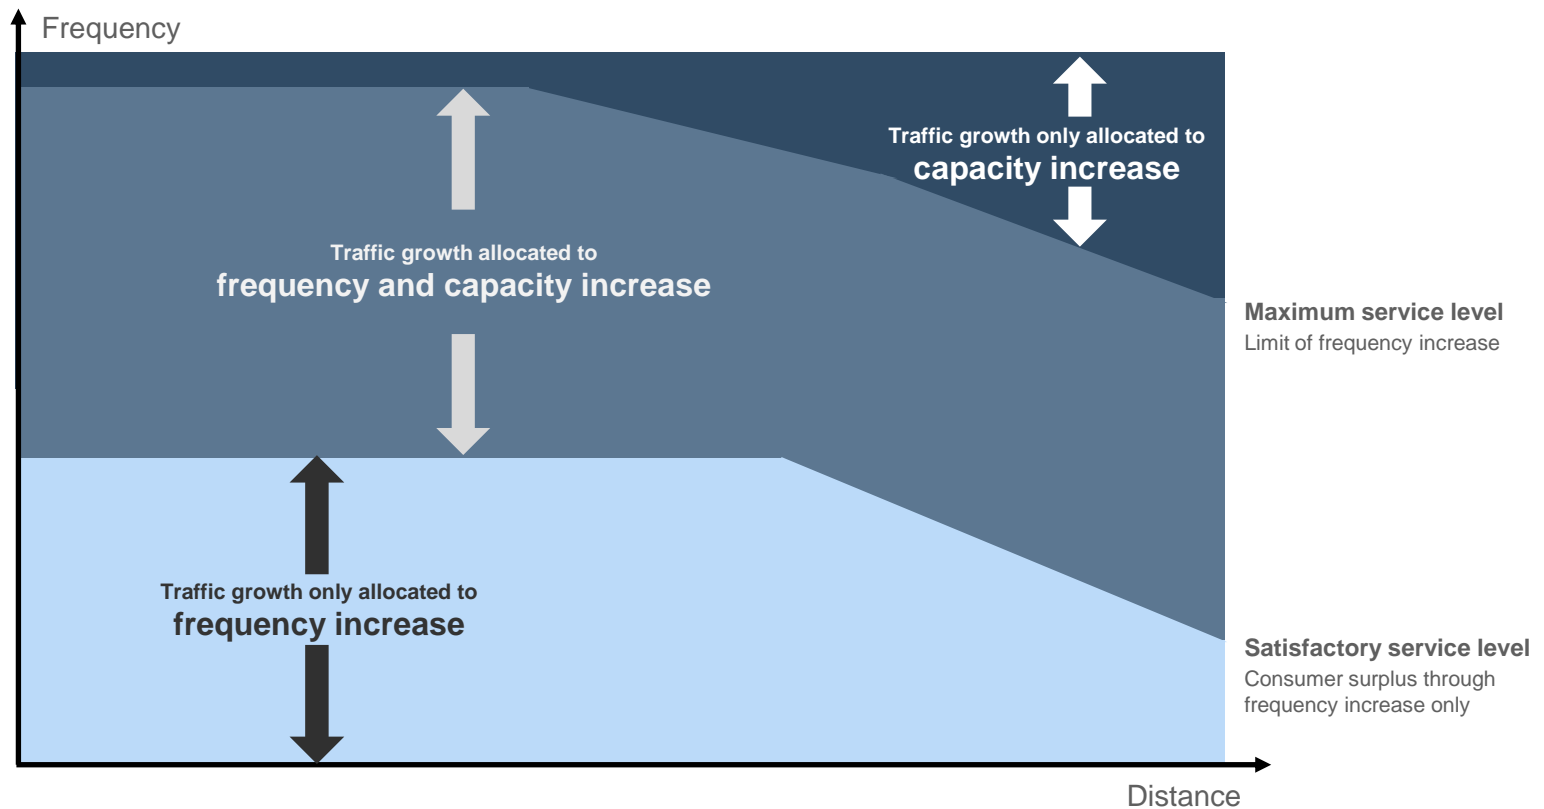 Frequency
Traffic growth only allocated to
capacity increase
Traffic growth allocated to
frequency and capacity increase
Maximum service level
Limit of frequency increase
Traffic growth only allocated to
frequency increase
Satisfactory service level
Consumer surplus through
frequency increase only
Distance